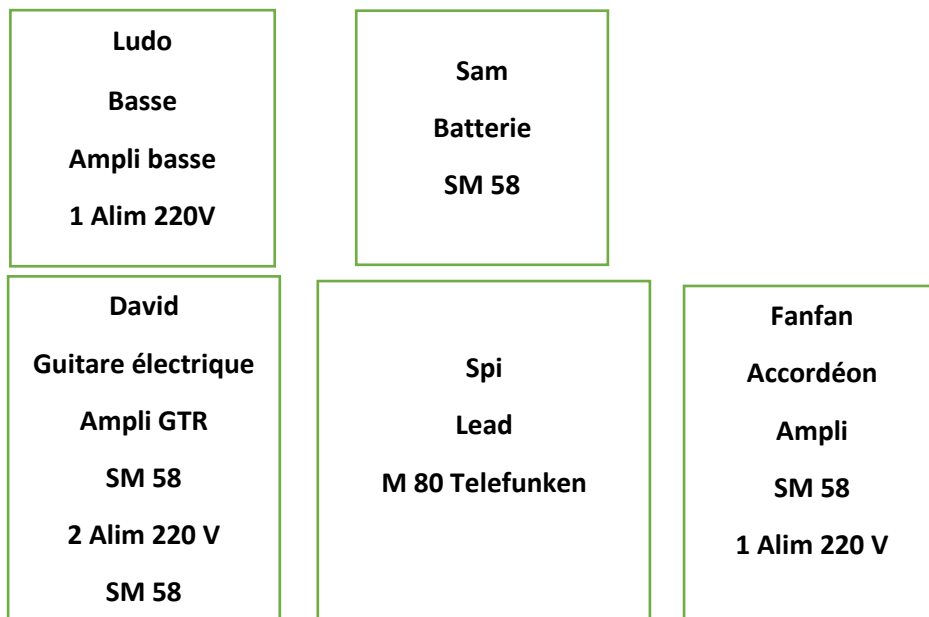 Ludo
Basse
Ampli basse
1 Alim 220V
Sam
Batterie
SM 58
David
Guitare électrique
Ampli GTR
SM 58
2 Alim 220 V
SM 58
Spi
Lead
M 80 Telefunken
Fanfan
Accordéon
Ampli
SM 58
1 Alim 220 V